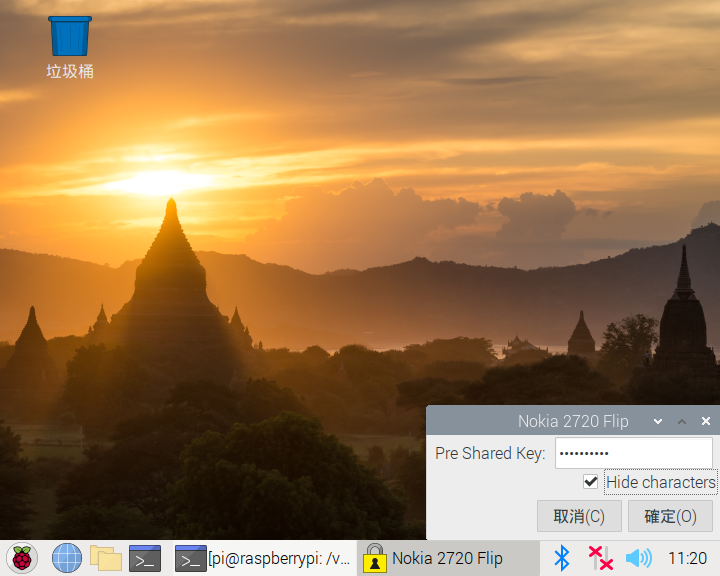 垃圾桶
Nokia 2720 Flip
Pre Shared Key: ••••••••••
Hide characters
取消(C) 確定(O)
[pi@raspberrypi: /v... Nokia 2720 Flip 11:20